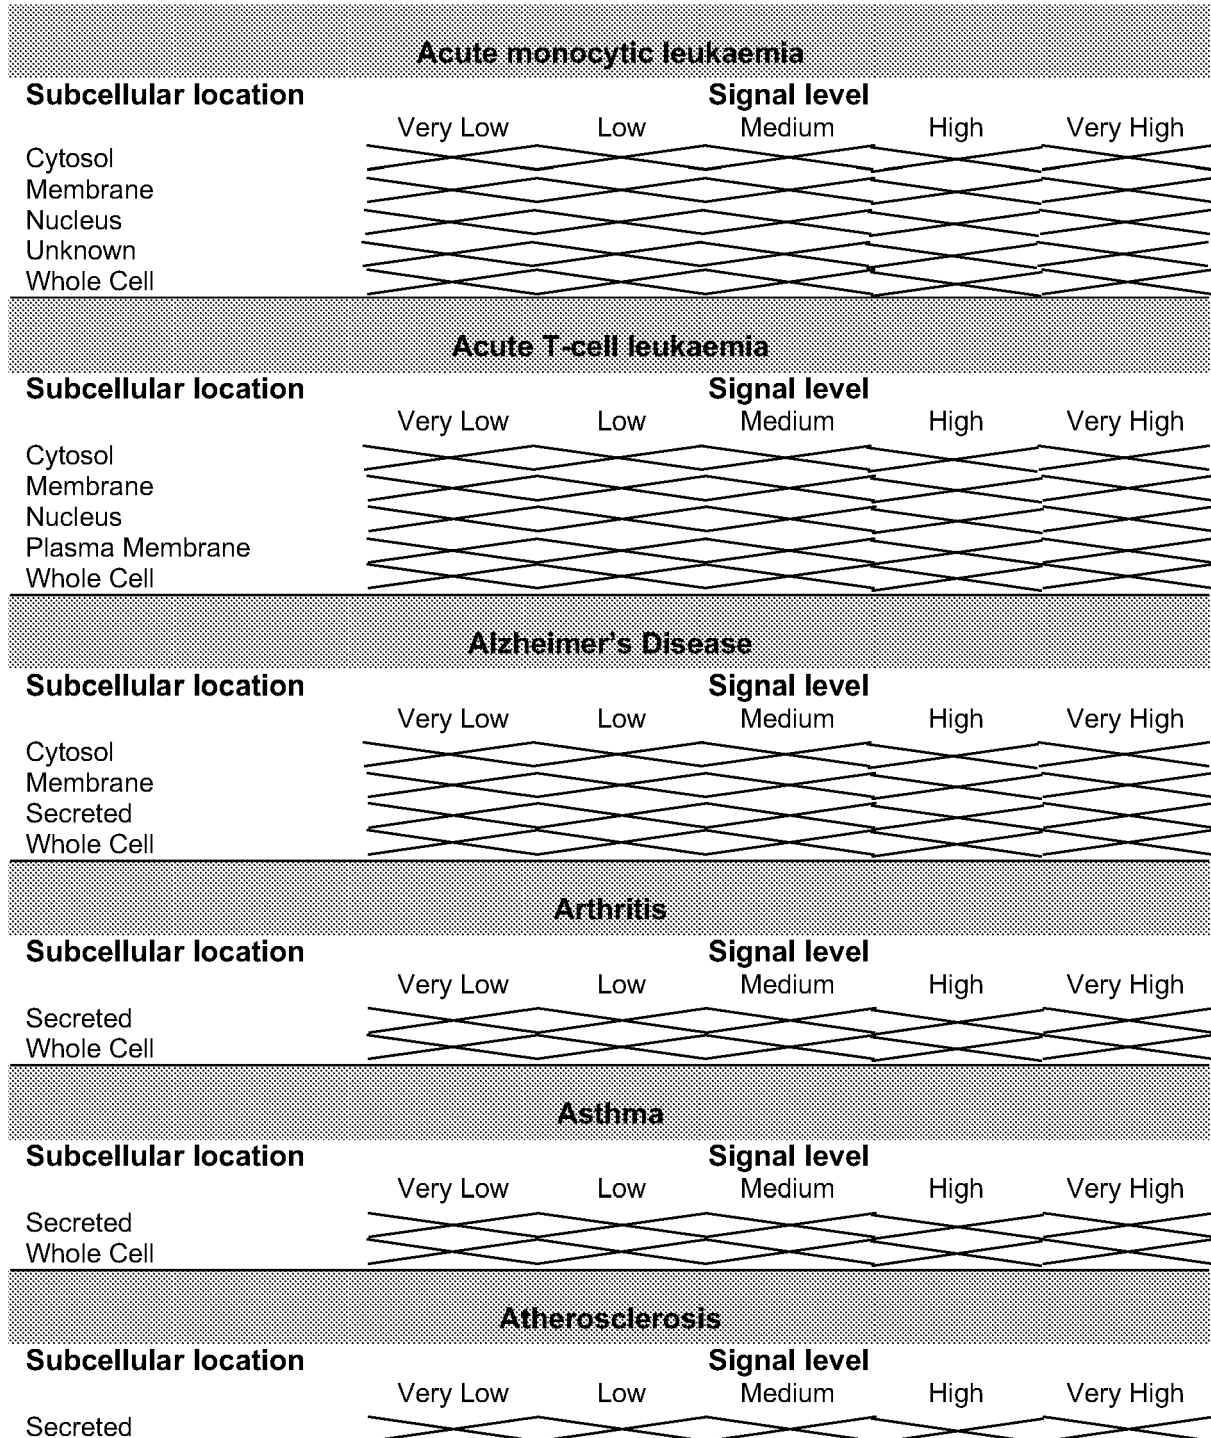 Acute monocytic leukaemia
Subcellular location Signal level
Very Low Low Medium High Very High
Cytosol
Membrane
Nucleus
Unknown
Whole Cell
Acute T-cell leukaemia
Subcellular location Signal level
Very Low Low Medium High Very High
Cytosol
Membrane
Nucleus
Plasma Membrane
Whole Cell
Alzheimer's Disease
Subcellular location Signal level
Very Low Low Medium High Very High
Cytosol
Membrane
Secreted
Whole Cell
Arthritis
Subcellular location Signal level
Very Low Low Medium High Very High
Secreted
Whole Cell
Asthma
Subcellular location Signal level
Very Low Low Medium High Very High
Secreted
Whole Cell
Atherosclerosis
Subcellular location Signal level
Very Low Low Medium High Very High
Secreted